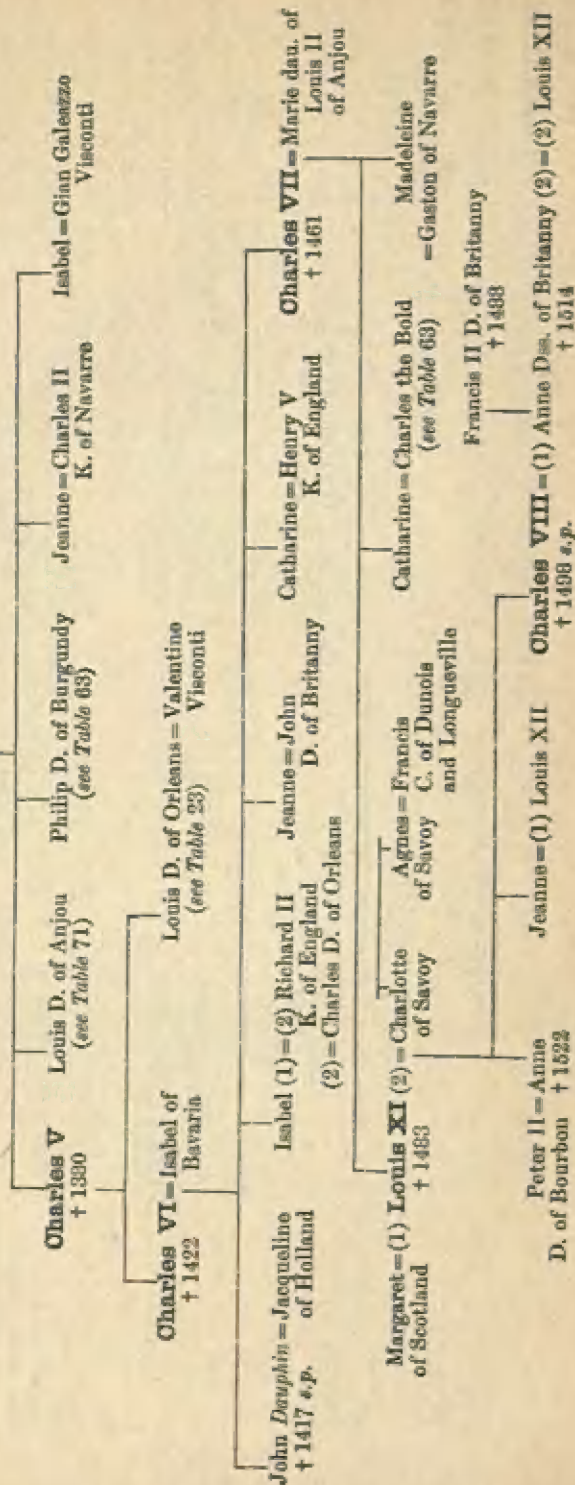 Charles V
† 1380
Louis D. of Anjou
(see Table 71)
Philip D. of Burgundy
(see Table 63)
Jeanne=Charles II
K. of Navarre
Isabel=Gian Galeazzo
Visconti
Charles VI=Isabel of
† 1422 Bavaria
Louis D. of Orleans=Valentine
(see Table 23) Visconti
John Dauphin=Jacqueline
† 1417 s.p. of Holland
Isabel (1)=(2) Richard II
K. of England
(2)=Charles D. of Orleans
Jeanne=John
D. of Britanny
Catharine=Henry V
K. of England
Charles VII=Marie dau. of
† 1461 Louis II
of Anjou
Margaret=(1) Louis XI (2)=Charlotte
of Scotland † 1483 of Savoy
Agnes=Francis
of Savoy C. of Dunois
and Longueville
Catharine=Charles the Bold
(see Table 63)
Madeleine
=Gaston of Navarre
Francis II D. of Britanny
† 1488
Peter II=Anne
D. of Bourbon † 1522
Jeanne=(1) Louis XII
Charles VIII=(1) Anne Dss. of Britanny (2)=(2) Louis XII
† 1498 s.p. † 1514